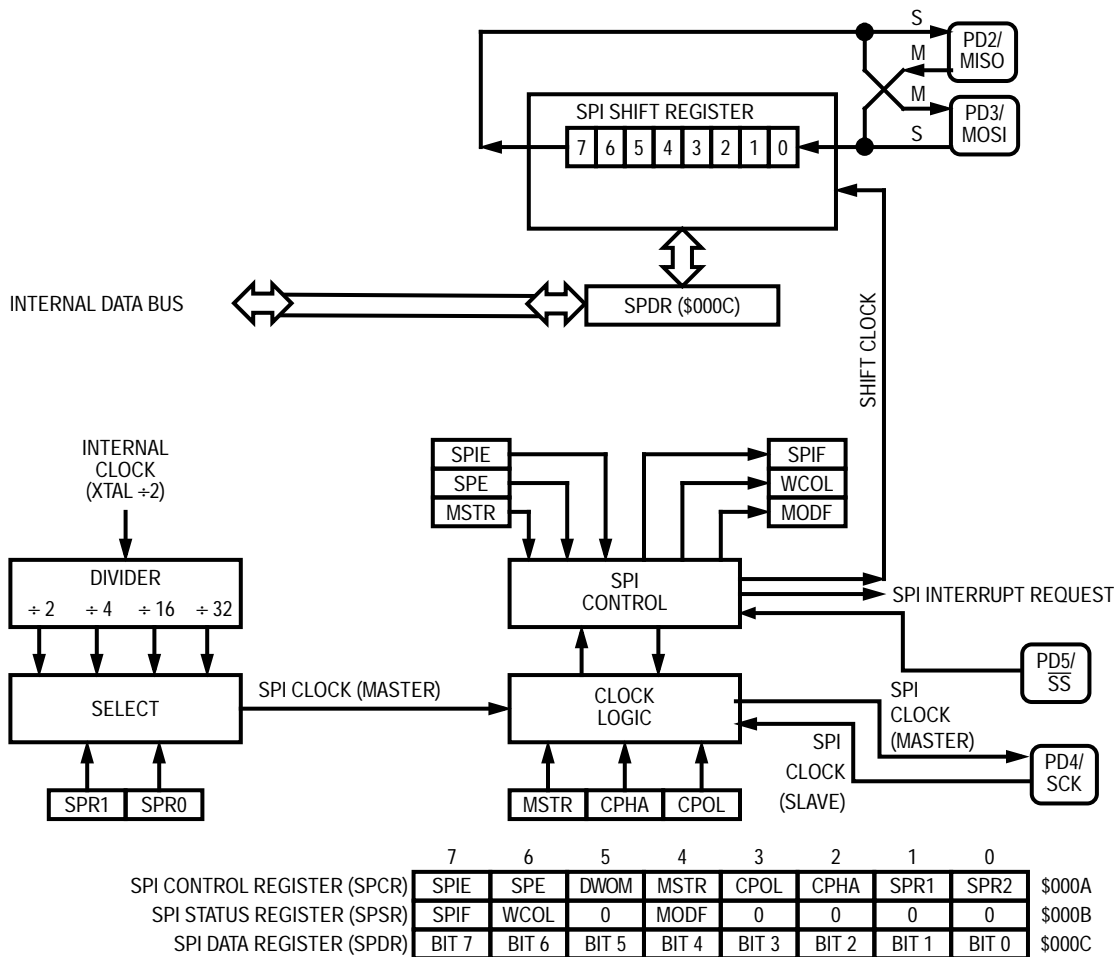 S
PD2/
MISO
M
M
PD3/
MOSI
S
SPI SHIFT REGISTER
7 6 5 4 3 2 1 0
INTERNAL DATA BUS
SPDR ($000C)
SHIFT CLOCK
INTERNAL
CLOCK
(XTAL ÷2)
SPIE
SPE
MSTR
SPIF
WCOL
MODF
DIVIDER
÷ 2 ÷ 4 ÷ 16 ÷ 32
SPI
CONTROL
SPI INTERRUPT REQUEST
PD5/
SS
SELECT
SPI CLOCK (MASTER)
CLOCK
LOGIC
SPI
CLOCK
(MASTER)
SPI
CLOCK
(SLAVE)
PD4/
SCK
SPR1 SPR0
MSTR CPHA CPOL
7 6 5 4 3 2 1 0
SPI CONTROL REGISTER (SPCR) SPIE SPE DWOM MSTR CPOL CPHA SPR1 SPR2 $000A
SPI STATUS REGISTER (SPSR) SPIF WCOL 0 MODF 0 0 0 0 $000B
SPI DATA REGISTER (SPDR) BIT 7 BIT 6 BIT 5 BIT 4 BIT 3 BIT 2 BIT 1 BIT 0 $000C